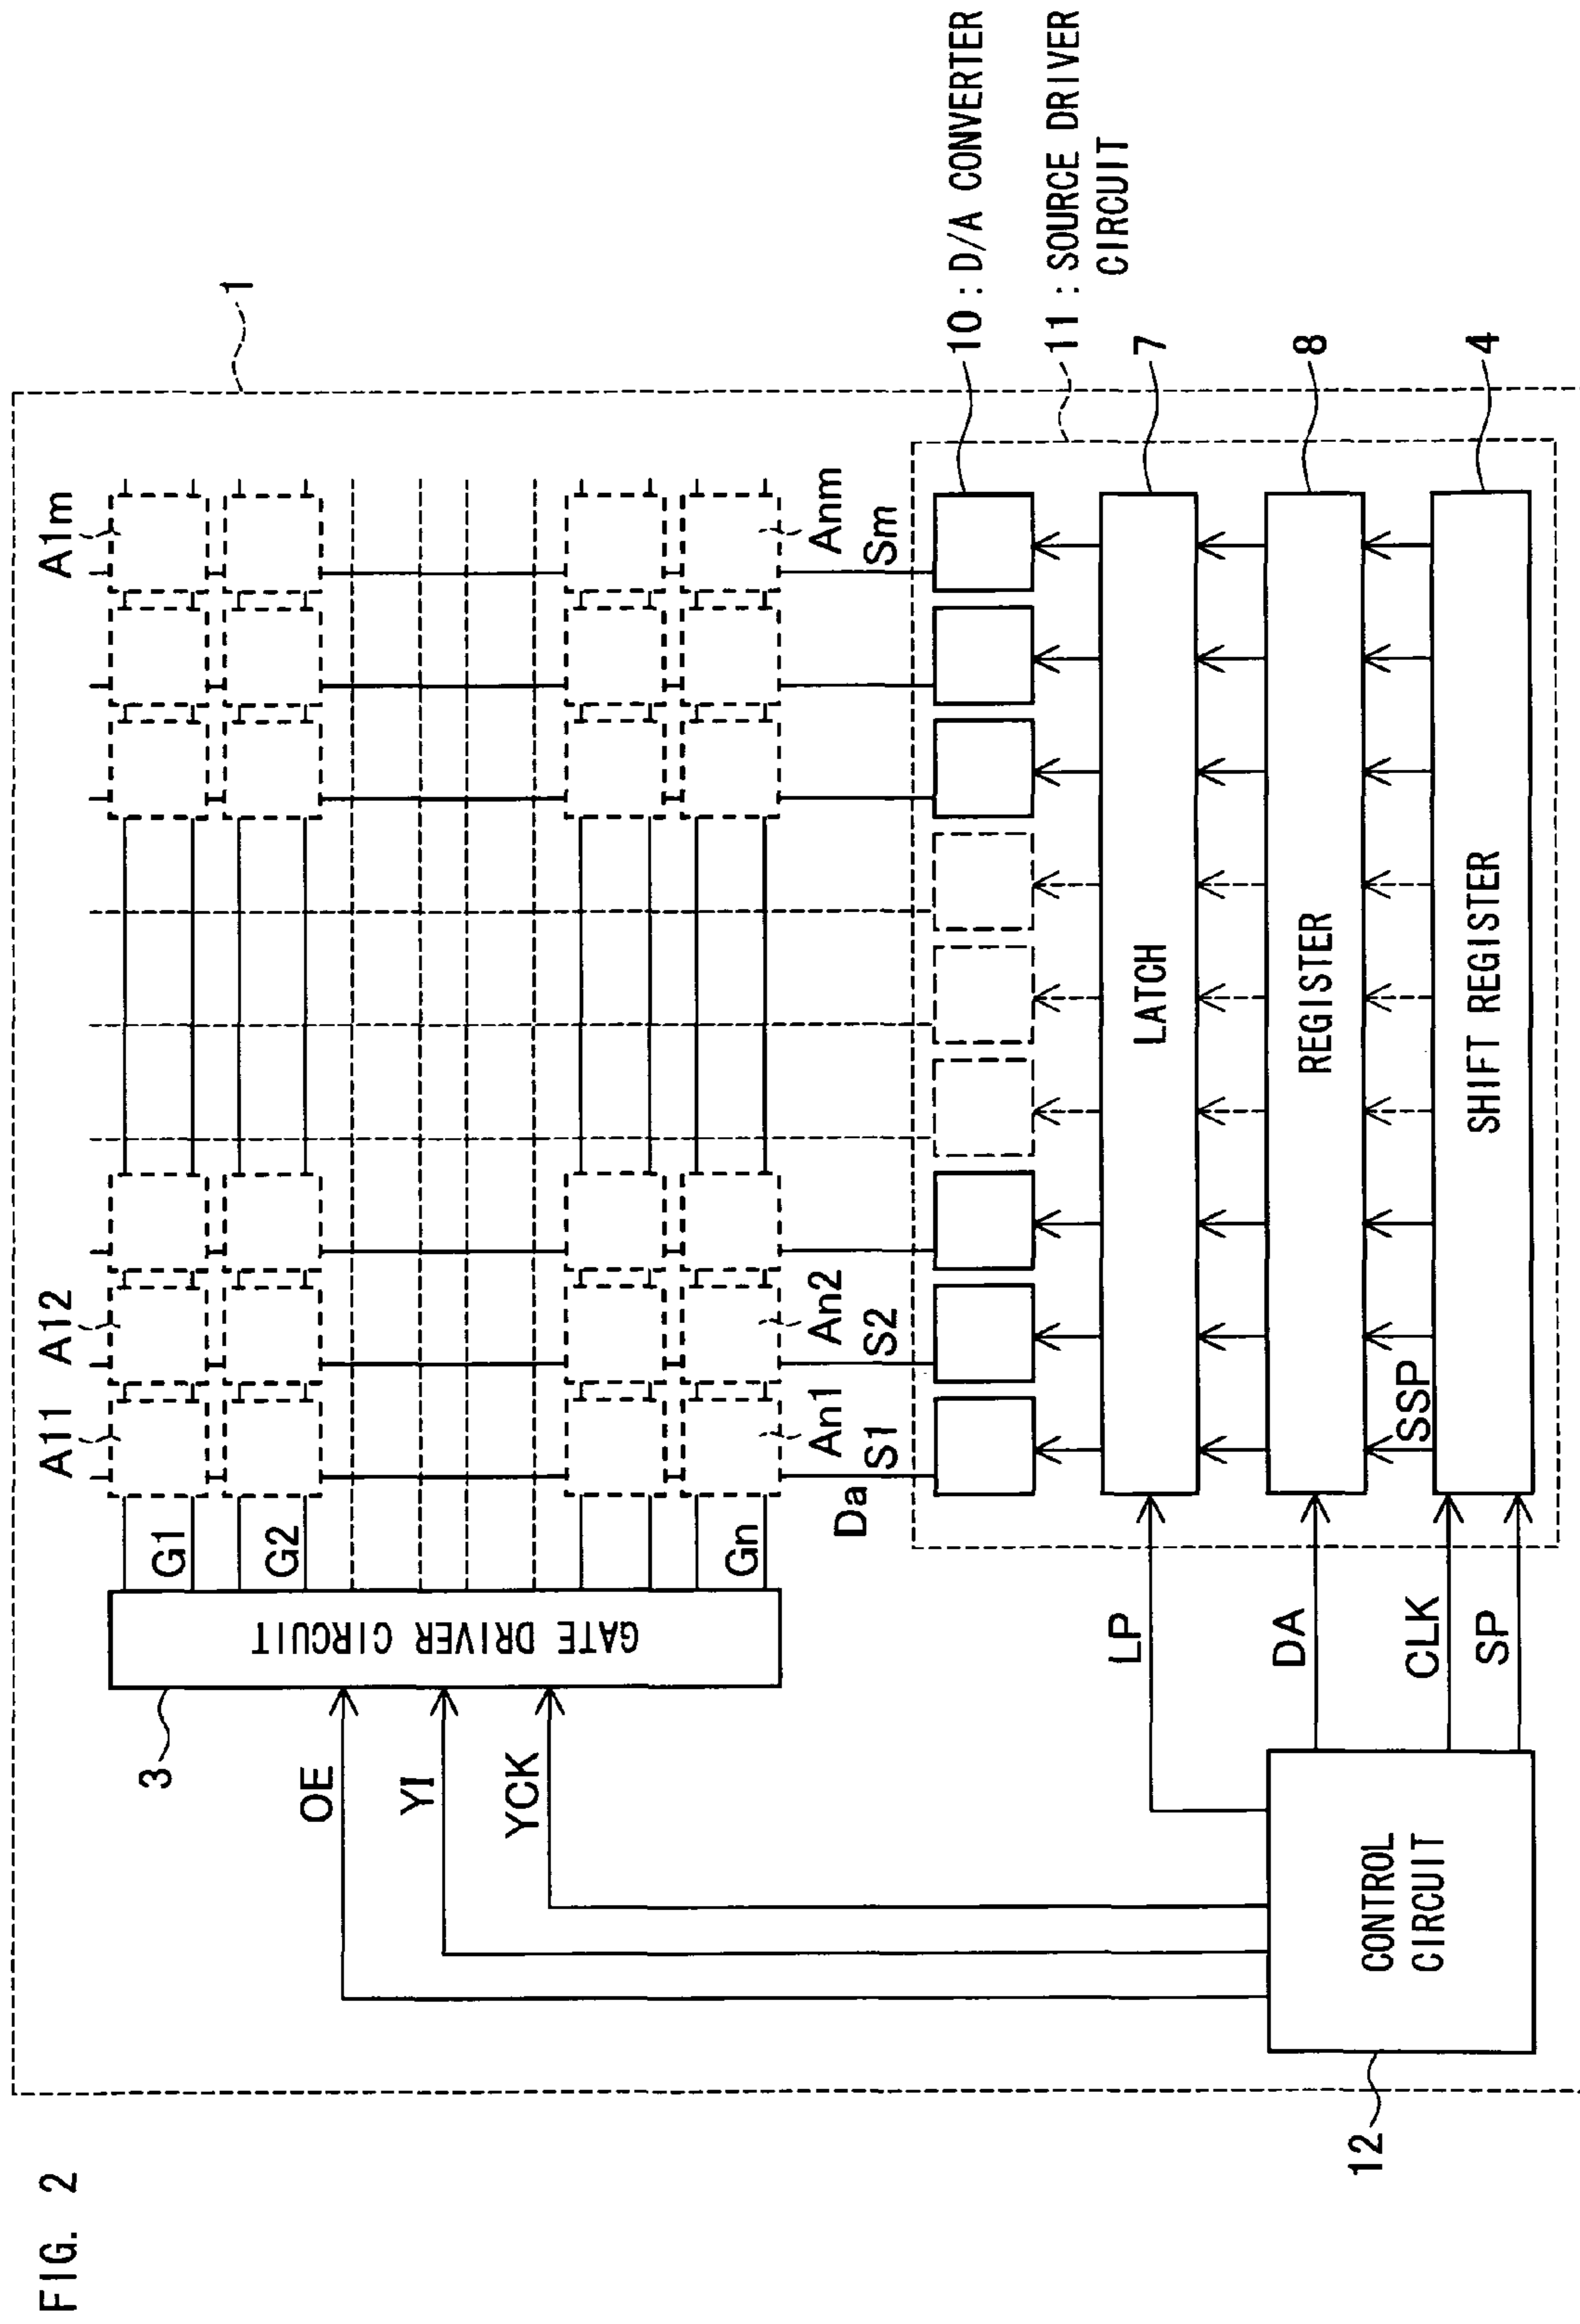 FIG. 2
1
A11
A12
A1m
3
GATE DRIVER CIRCUIT
G1
G2
Gn
OE
YI
YCK
An1
An2
Anm
Da
S1
S2
Sm
10 : D/A CONVERTER
11 : SOURCE DRIVER
CIRCUIT
LP
LATCH
7
DA
REGISTER
8
SSP
CLK
SP
SHIFT REGISTER
4
CONTROL
CIRCUIT
12